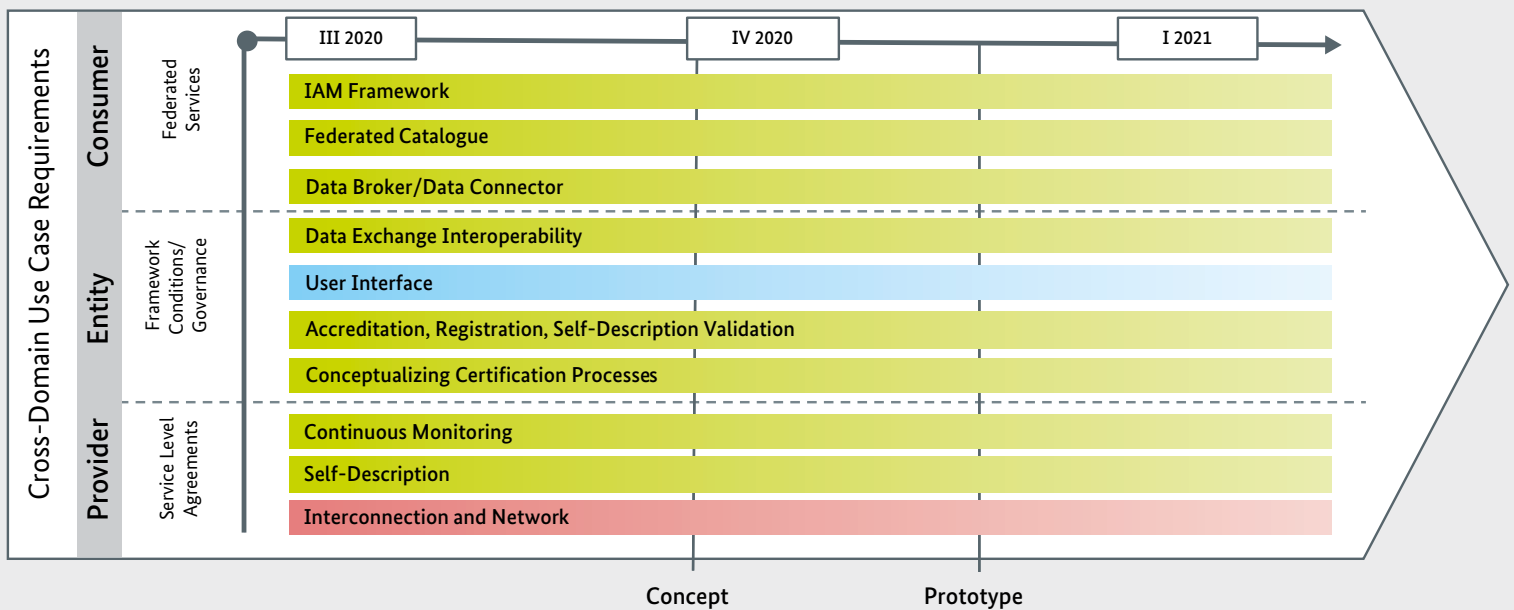 Cross-Domain Use Case Requirements
Consumer
Federated
Services
III 2020
IV 2020
I 2021
IAM Framework
Federated Catalogue
Data Broker/Data Connector
Entity
Framework
Conditions/
Governance
Data Exchange Interoperability
User Interface
Accreditation, Registration, Self-Description Validation
Conceptualizing Certification Processes
Provider
Service Level
Agreements
Continuous Monitoring
Self-Description
Interconnection and Network
Concept
Prototype